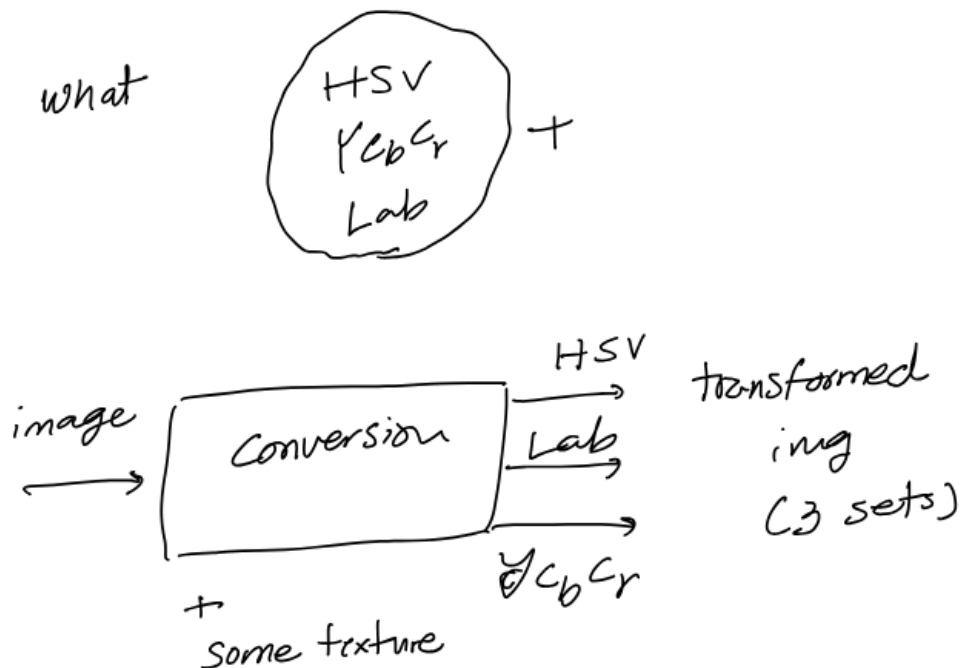 what
HSV
YCbCr
Lab
+
HSV
image
conversion
Lab
transformed
img
(3 sets)
YCbCr
+
some texture